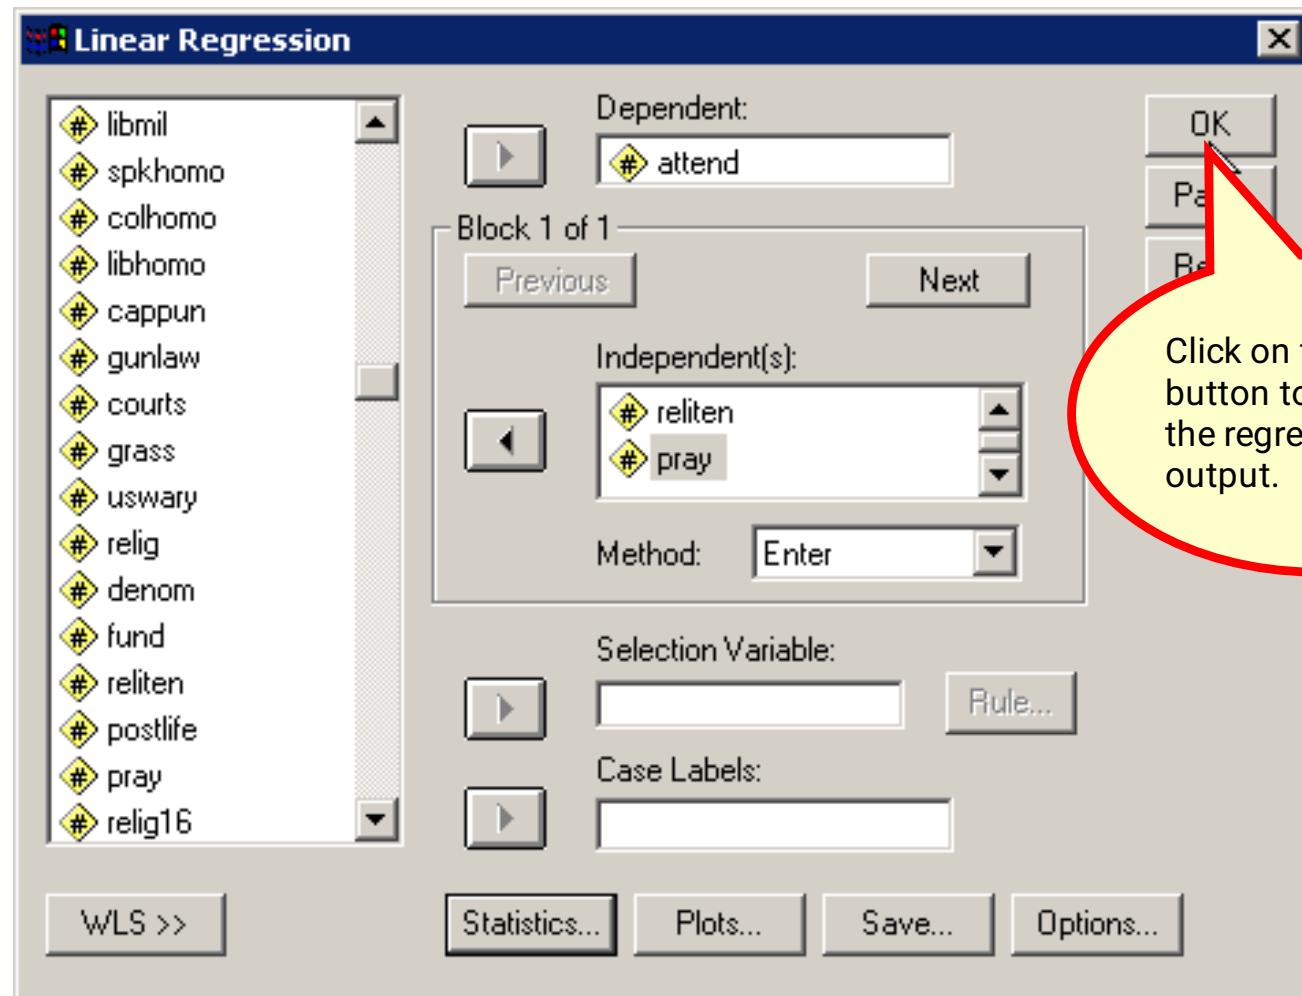 Linear Regression
libmil
spkhomo
colhomo
libhomo
cappun
gunlaw
courts
grass
uswary
relig
denom
fund
reliten
postlife
pray
relig16
WLS >>
Dependent:
attend
Block 1 of 1
Previous
Next
Independent(s):
reliten
pray
Method:
Enter
Selection Variable:
Rule...
Case Labels:
Statistics...
Plots...
Save...
Options...
OK
Click on
button
the
output.